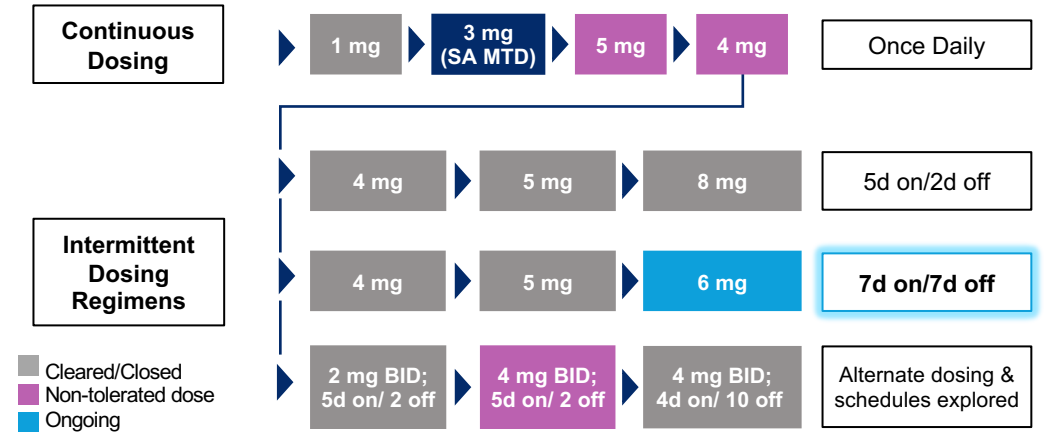 Continuous
Dosing
1 mg
3 mg
(SA MTD)
5 mg
4 mg
Once Daily
4 mg
5 mg
8 mg
5d on/2d off
Intermittent
Dosing
Regimens
4 mg
5 mg
6 mg
7d on/7d off
2 mg BID;
5d on/ 2 off
4 mg BID;
5d on/ 2 off
4 mg BID;
4d on/ 10 off
Alternate dosing &
schedules explored
Cleared/Closed
Non-tolerated dose
Ongoing